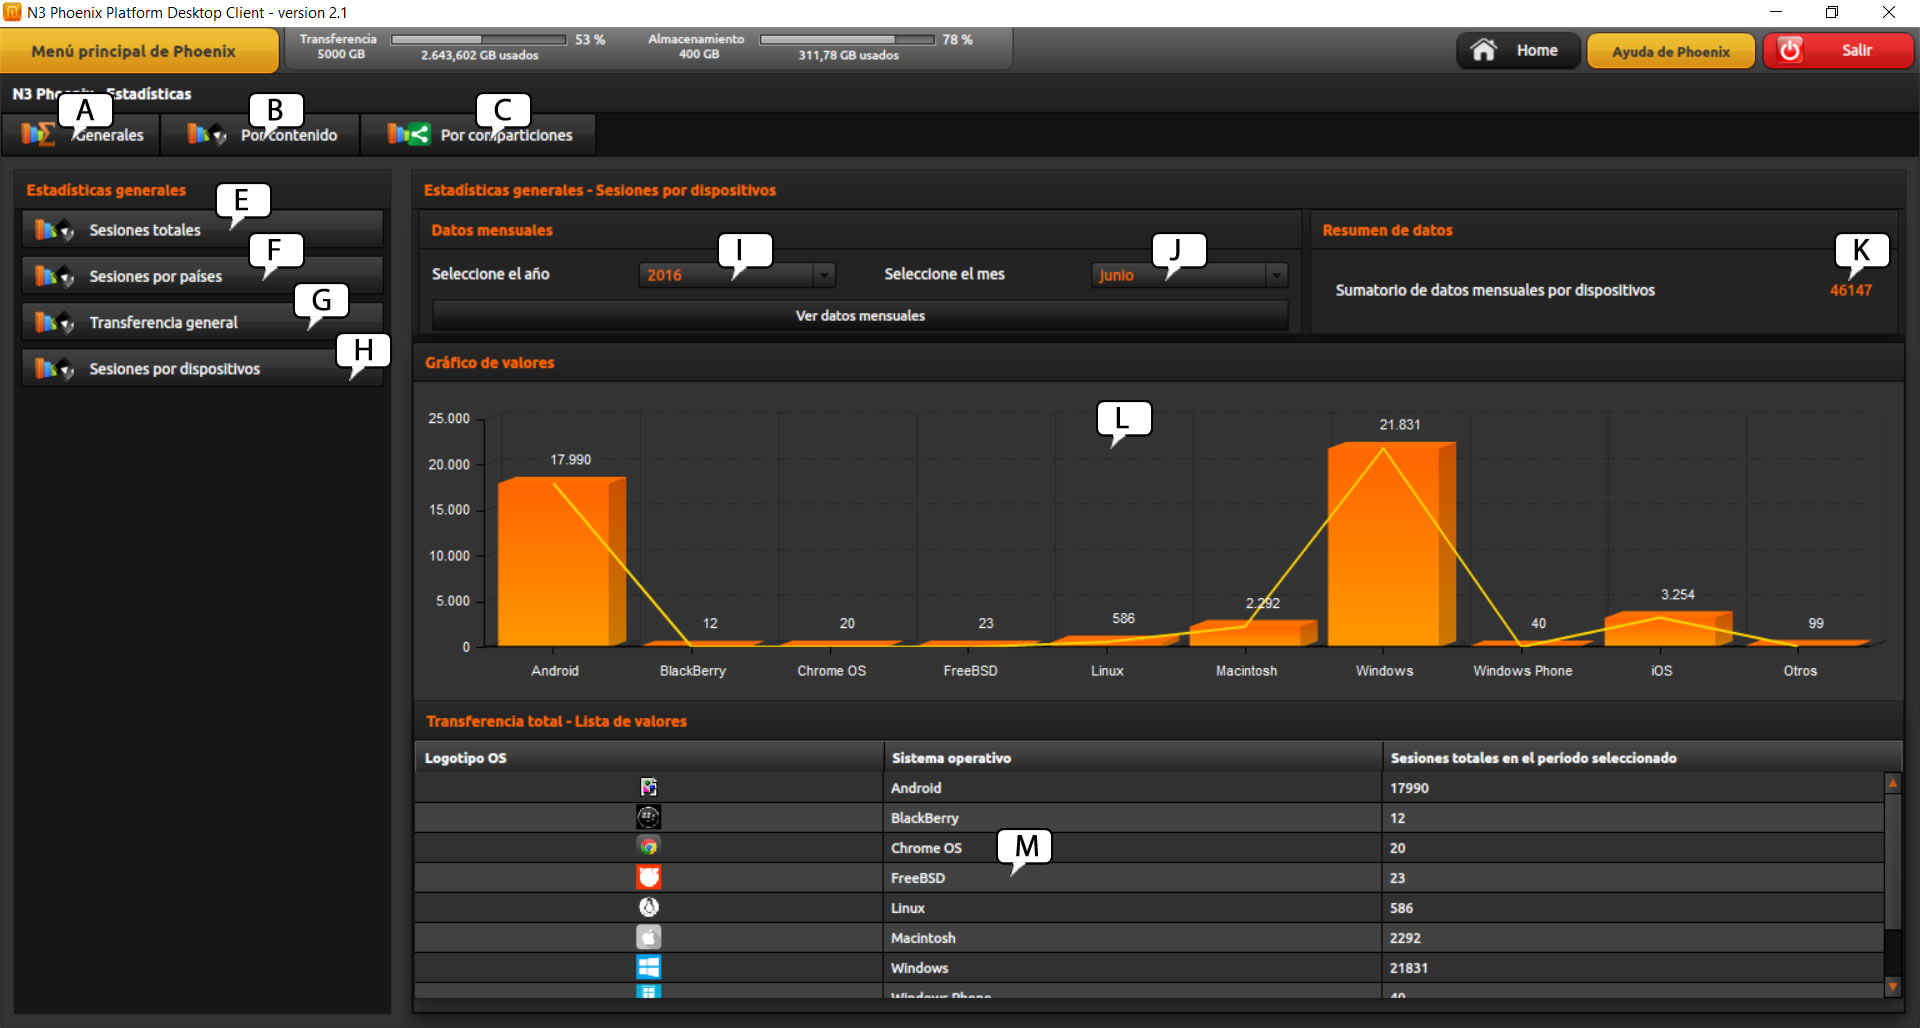 N3 Phoenix Platform Desktop Client - version 2.1
Menú principal de Phoenix
Transferencia
5000 GB
53 %
2.643,602 GB usados
Almacenamiento
400 GB
78 %
311,78 GB usados
Home
Ayuda de Phoenix
Salir
N3 Estadísticas
A
B
C
Generales
Por contenido
Por comparticiones
Estadísticas generales
E
Sesiones totales
F
Sesiones por países
G
Transferencia general
H
Sesiones por dispositivos
Estadísticas generales - Sesiones por dispositivos
Datos mensuales
Seleccione el año
2016
I
Seleccione el mes
junio
J
Ver datos mensuales
Resumen de datos
K
Sumatorio de datos mensuales por dispositivos
46147
Gráfico de valores
L
25.000
20.000
15.000
10.000
5.000
0
17.990
12
20
23
586
2.292
21.831
40
3.254
99
Android
BlackBerry
Chrome OS
FreeBSD
Linux
Macintosh
Windows
Windows Phone
iOS
Otros
Transferencia total - Lista de valores
Logotipo OS
Sistema operativo
Sesiones totales en el período seleccionado
Android
17990
BlackBerry
12
Chrome OS
20
M
FreeBSD
23
Linux
586
Macintosh
2292
Windows
21831
Windows Phone
40